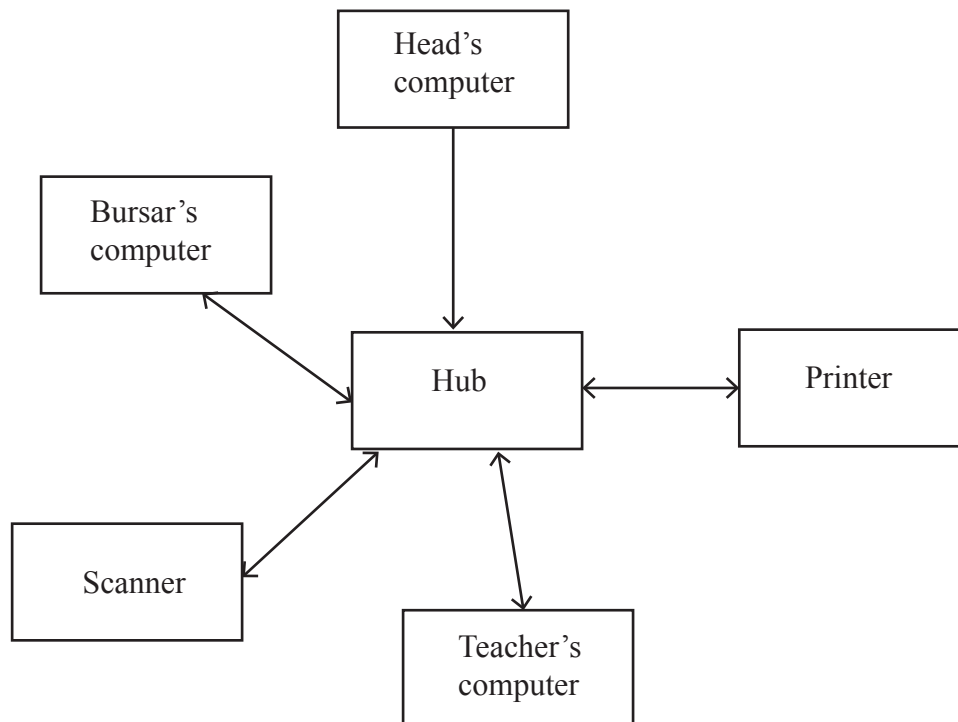 Head’s
computer
Bursar’s
computer
Hub
Printer
Scanner
Teacher’s
computer